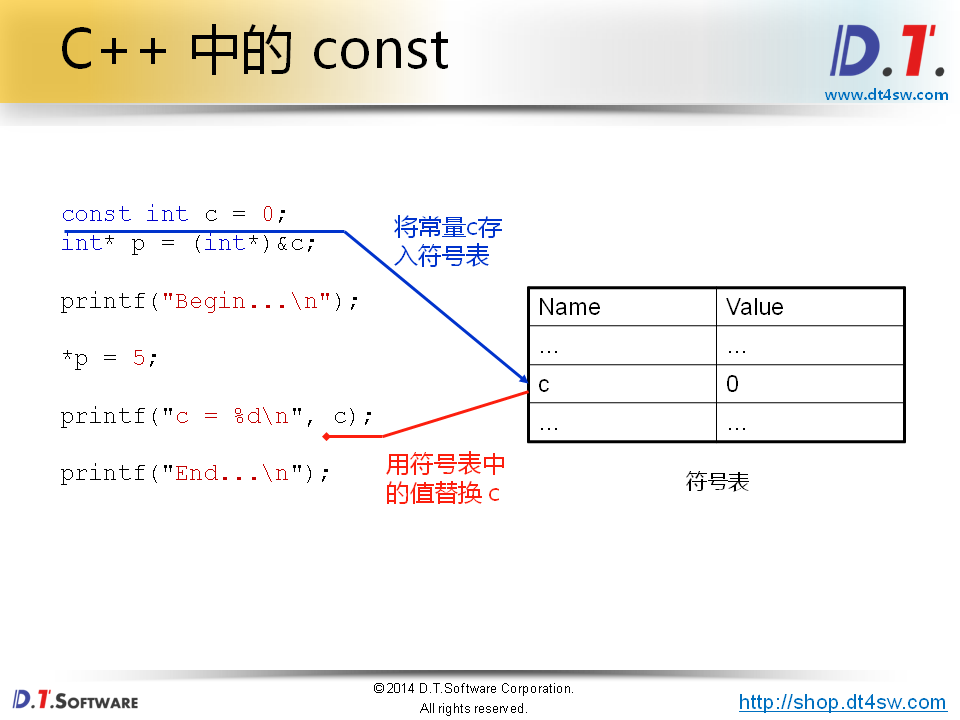 C++ 中的 const
D.T.
www.dt4sw.com
const int c = 0;
int* p = (int*)&c;
printf("Begin...\n");
*p = 5;
printf("c = %d\n", c);
printf("End...\n");
将常量c存
入符号表
Name Value
... ...
c 0
... ...
用符号表中
的值替换 c
符号表
D.T.SOFTWARE
©2014 D.T.Software Corporation.
All rights reserved.
http://shop.dt4sw.com